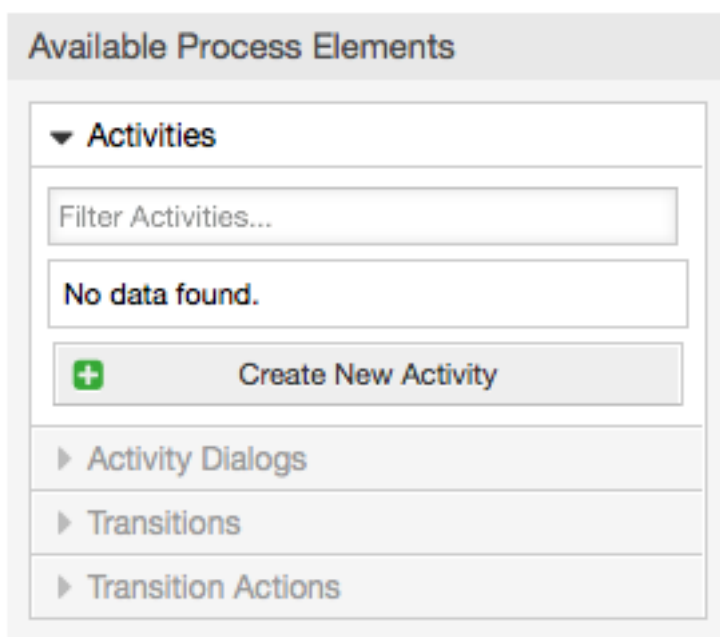 Available Process Elements
Activities
Filter Activities...
No data found.
Create New Activity
Activity Dialogs
Transitions
Transition Actions